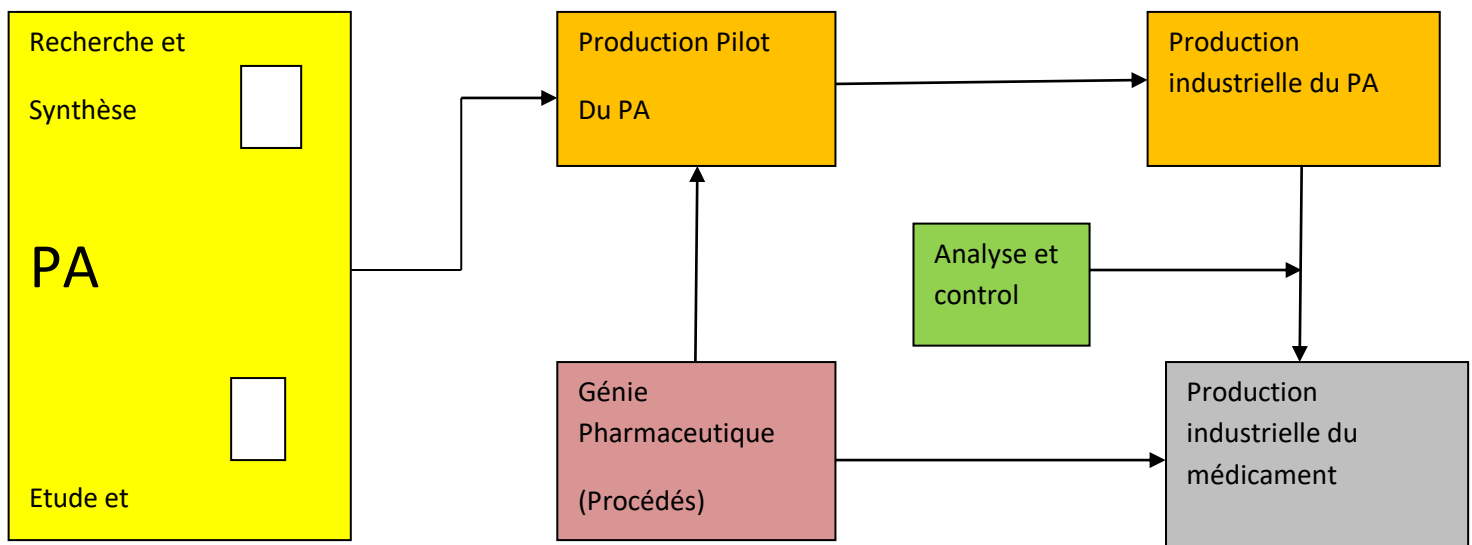 Recherche et
Synthèse
PA
Etude et
Production Pilot
Du PA
Production
industrielle du PA
Analyse et
control
Génie
Pharmaceutique
(Procédés)
Production
industrielle du
médicament